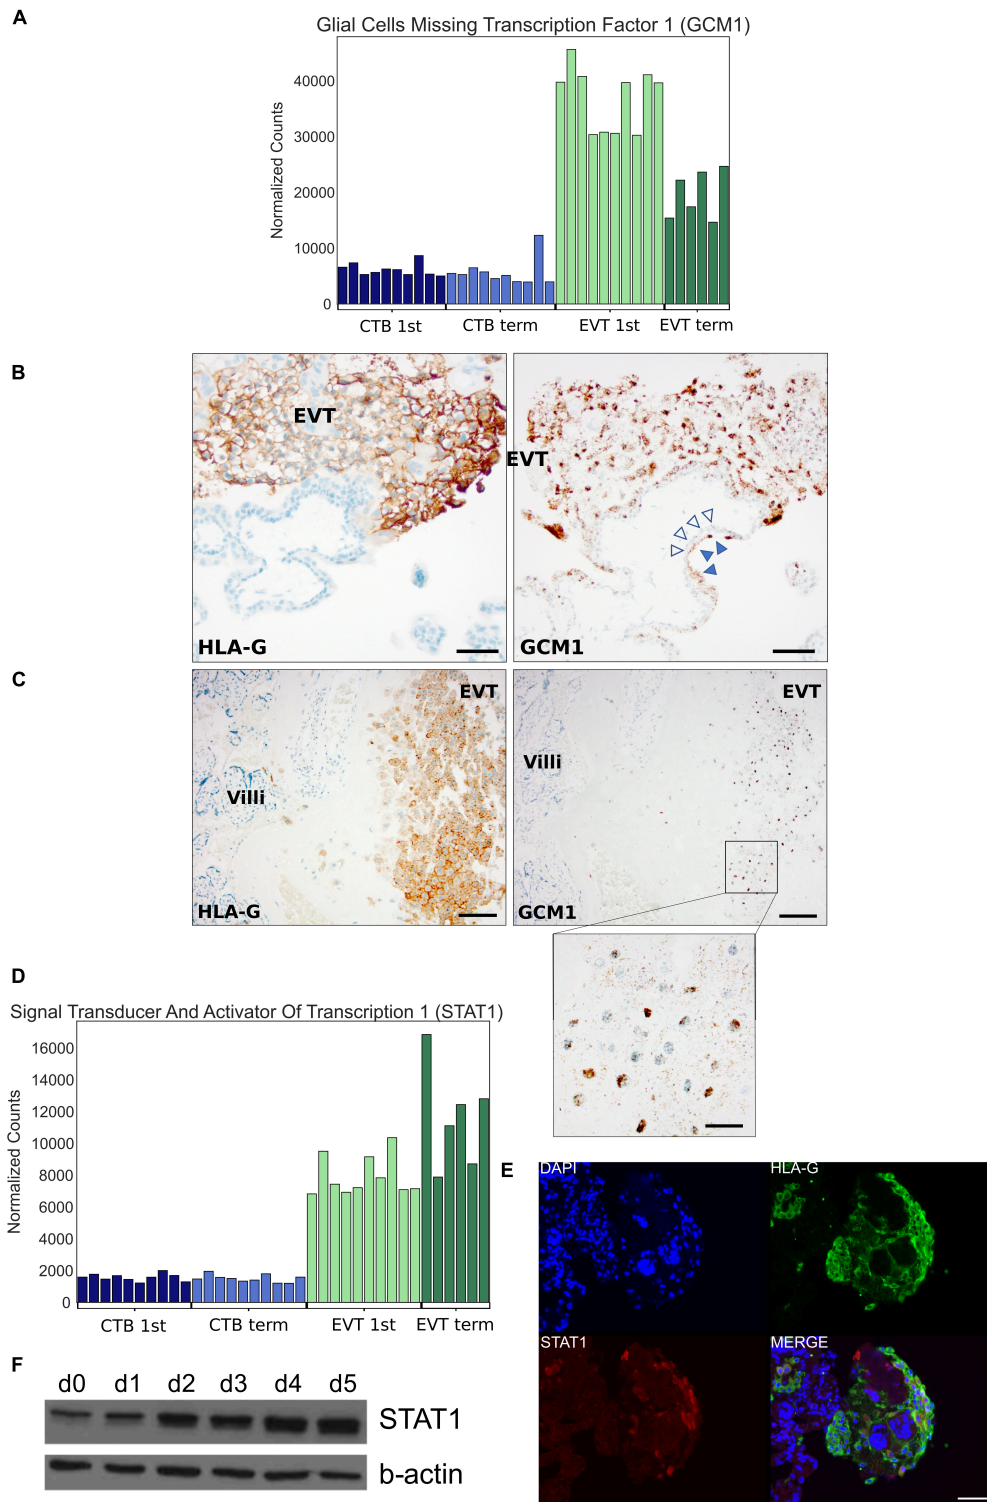 A
Glial Cells Missing Transcription Factor 1 (GCM1)
Normalized Counts
40000
30000
20000
10000
0
CTB 1st
CTB term
EVT 1st
EVT term
B
EVT
HLA-G
EVT
GCM1
C
EVT
Villi
HLA-G
EVT
Villi
GCM1
D
Signal Transducer And Activator Of Transcription 1 (STAT1)
Normalized Counts
16000
14000
12000
10000
8000
6000
4000
2000
0
CTB 1st
CTB term
EVT 1st
EVT term
E
DAPI
HLA-G
STAT1
MERGE
F
d0 d1 d2 d3 d4 d5
STAT1
b-actin